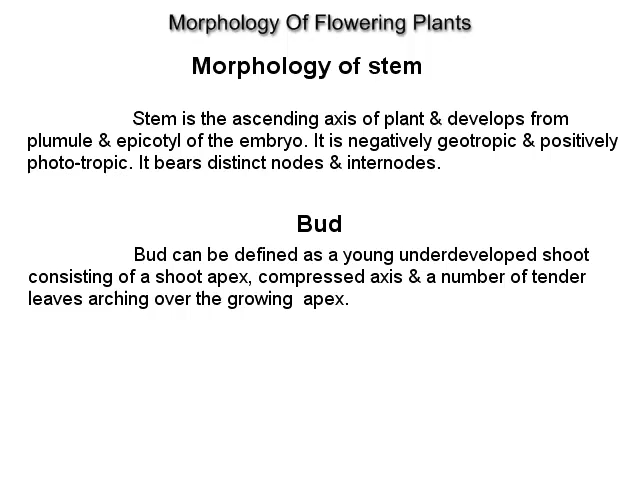 Morphology Of Flowering Plants
Morphology of stem
Stem is the ascending axis of plant & develops from
plumule & epicotyl of the embryo. It is negatively geotropic & positively
photo-tropic. It bears distinct nodes & internodes.
Bud
Bud can be defined as a young underdeveloped shoot
consisting of a shoot apex, compressed axis & a number of tender
leaves arching over the growing  apex.